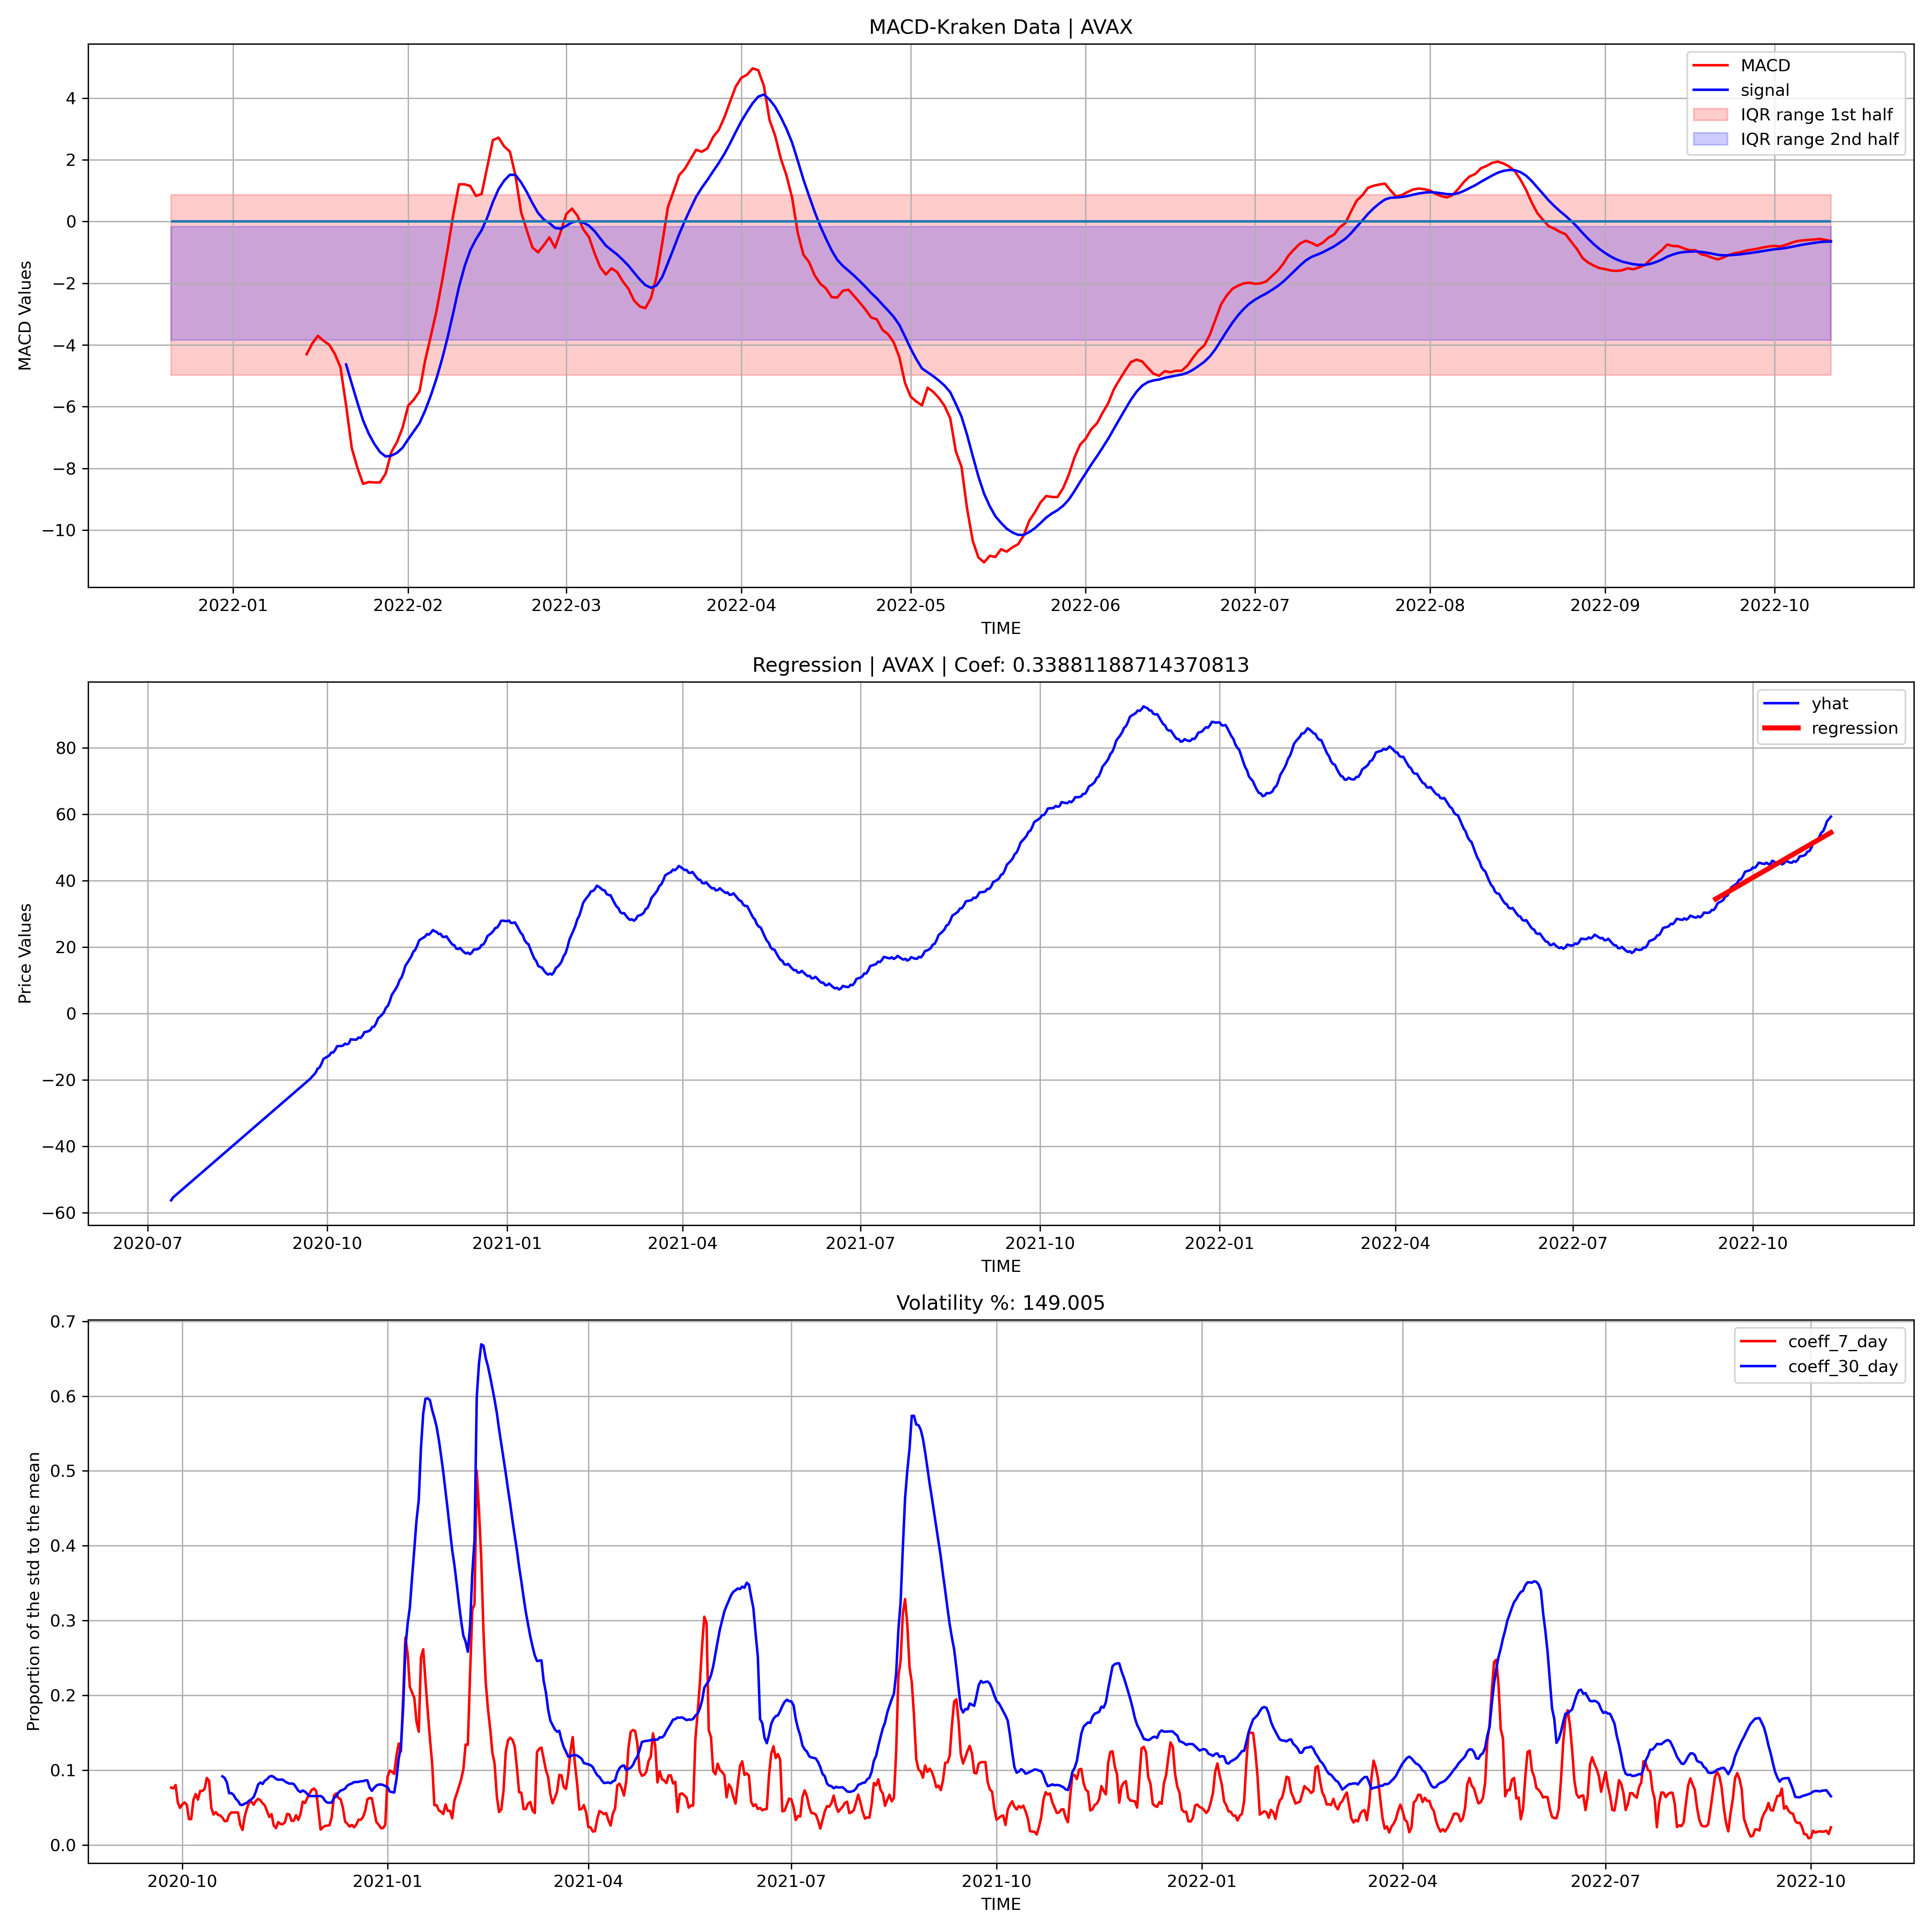 MACD-Kraken Data | AVAX
MACD
signal
IQR range 1st half
IQR range 2nd half
MACD Values
4
2
0
−2
−4
−6
−8
−10
2022-01 2022-02 2022-03 2022-04 2022-05 2022-06 2022-07 2022-08 2022-09 2022-10
TIME
Regression | AVAX | Coef: 0.33881188714370813
yhat
regression
Price Values
80
60
40
20
0
−20
−40
−60
2020-07 2020-10 2021-01 2021-04 2021-07 2021-10 2022-01 2022-04 2022-07 2022-10
TIME
Volatility %: 149.005
coeff_7_day
coeff_30_day
Proportion of the std to the mean
0.7
0.6
0.5
0.4
0.3
0.2
0.1
0.0
2020-10 2021-01 2021-04 2021-07 2021-10 2022-01 2022-04 2022-07 2022-10
TIME